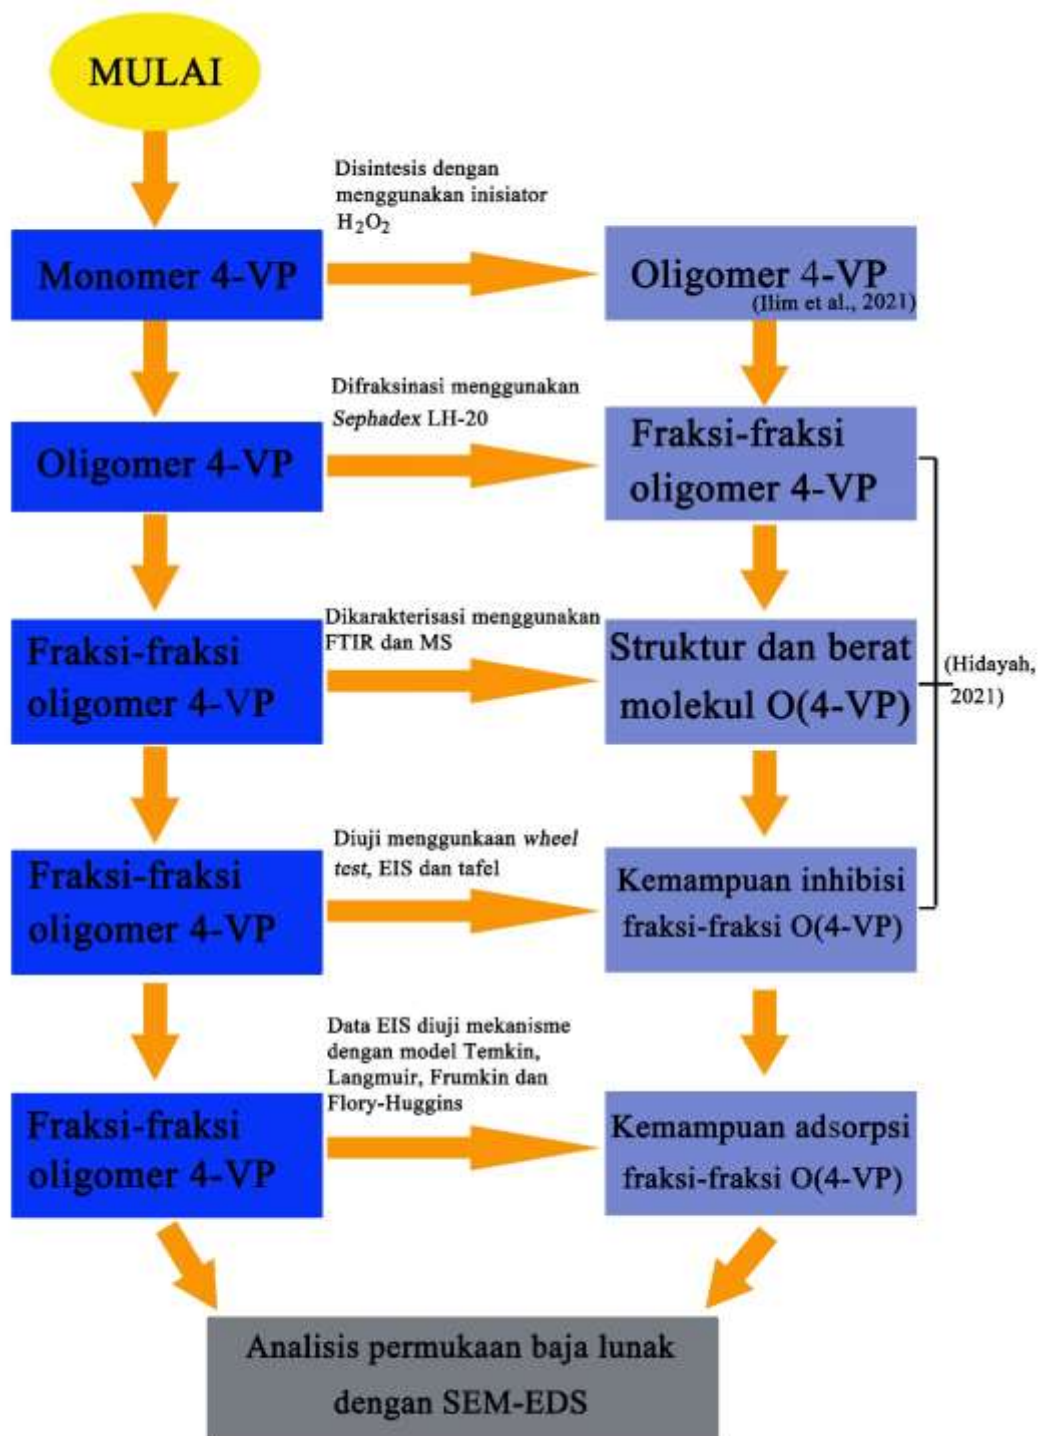 MULAI
Disintesis dengan
menggunakan inisiator
H₂O₂
Monomer 4-VP
Oligomer 4-VP
(Ilim et al., 2021)
Difraksinasi menggunakan
Sephadex LH-20
Oligomer 4-VP
Fraksi-fraksi
oligomer 4-VP
Dikarakterisasi menggunakan
FTIR dan MS
Fraksi-fraksi
oligomer 4-VP
Struktur dan berat
molekul O(4-VP)
(Hidayah,
2021)
Diuji menggunkaan wheel
test, EIS dan tafel
Fraksi-fraksi
oligomer 4-VP
Kemampuan inhibisi
fraksi-fraksi O(4-VP)
Data EIS diuji mekanisme
dengan model Temkin,
Langmuir, Frumkin dan
Flory-Huggins
Fraksi-fraksi
oligomer 4-VP
Kemampuan adsorpsi
fraksi-fraksi O(4-VP)
Analisis permukaan baja lunak
dengan SEM-EDS